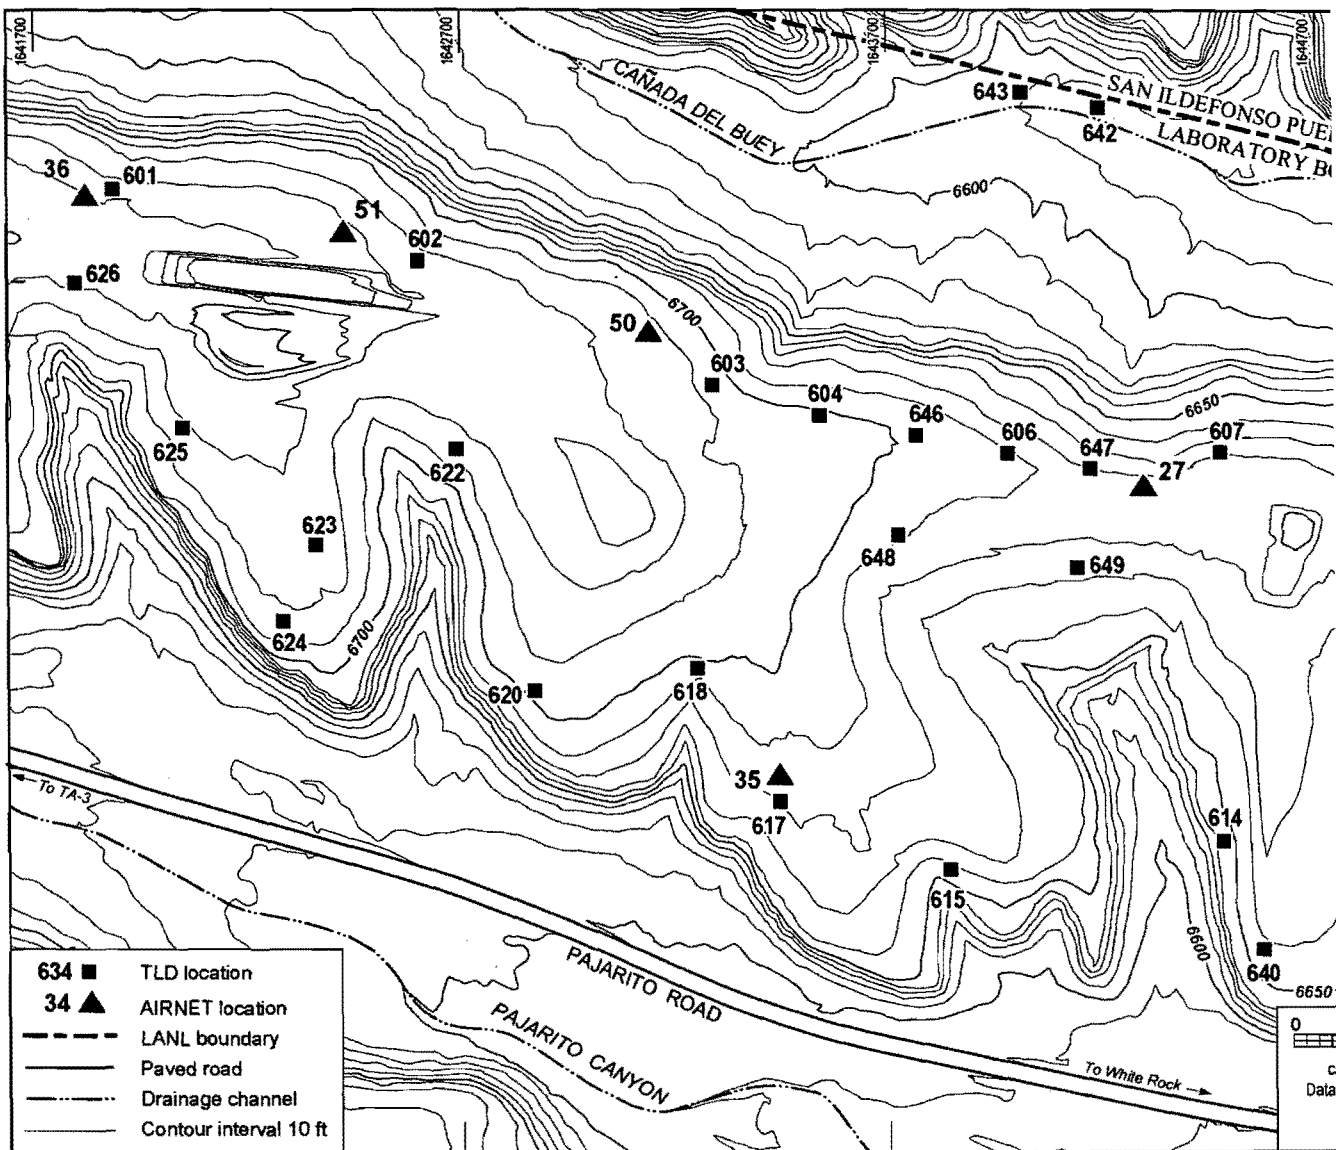 1641700
1642700
1643700
1644700
CAÑADA DEL BUEY
643
642
SAN ILDEFONSO PUE
LABORATORY B
6600
36
601
51
602
626
50
6700
603
604
646
606
647
27
6650
607
625
622
623
648
649
624
6700
620
618
35
617
615
614
6600
640
6650
To TA-3
PAJARITO ROAD
PAJARITO CANYON
To White Rock
634 TLD location
34 AIRNET location
LANL boundary
Paved road
Drainage channel
Contour interval 10 ft
0
c
Data